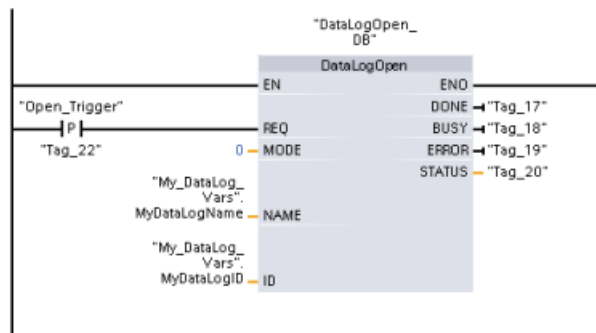 "DataLogOpen_
DB"
DataLogOpen
EN ENO
"Open_Trigger" DONE "Tag_17"
P REQ BUSY "Tag_18"
"Tag_22" 0 MODE ERROR "Tag_19"
STATUS "Tag_20"
"My_DataLog_
Vars".
MyDataLogName NAME
"My_DataLog_
Vars".
MyDataLogID ID